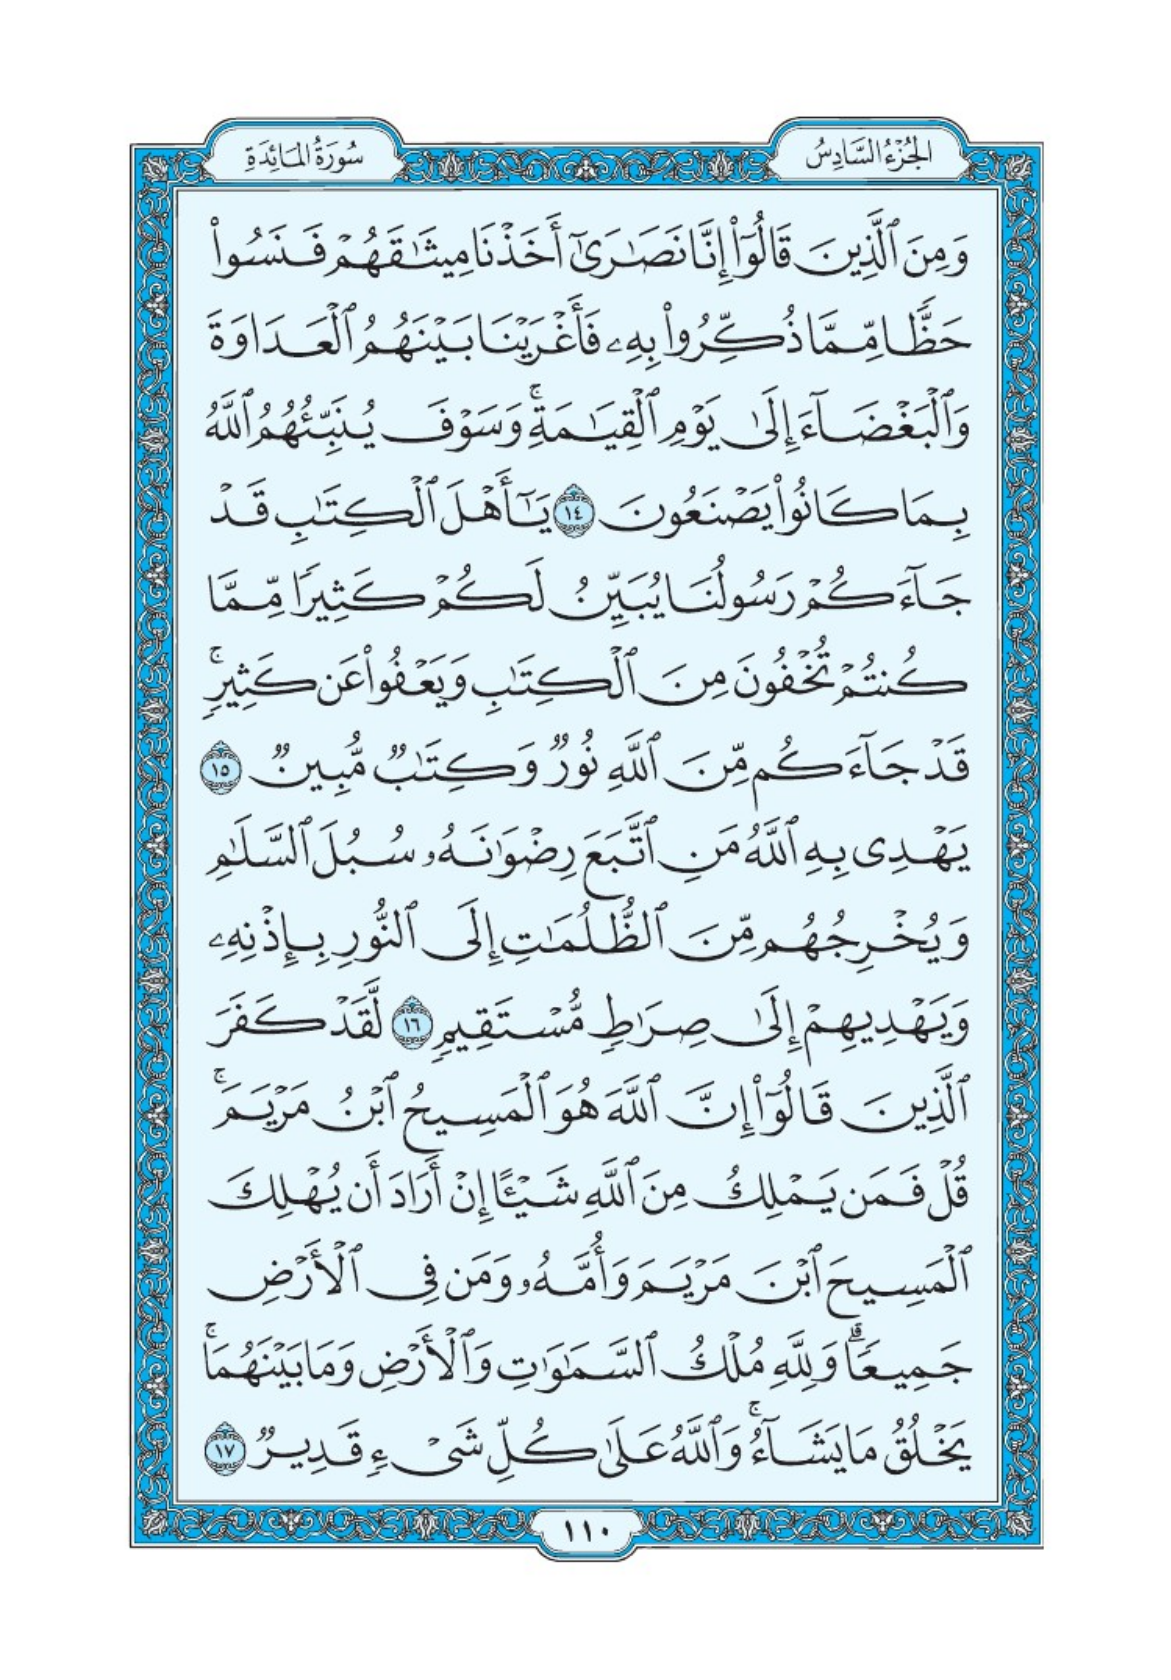 الجُزْءُ السَّادِسُ
سُورَةُ المَائِدَةِ
وَمِنَ ٱلَّذِينَ قَالُوٓاْ إِنَّا نَصَٰرَىٰٓ أَخَذْنَا مِيثَٰقَهُمْ فَنَسُواْ
حَظًّا مِّمَّا ذُكِّرُواْ بِهِۦ فَأَغْرَيْنَا بَيْنَهُمُ ٱلْعَدَاوَةَ
وَٱلْبَغْضَآءَ إِلَىٰ يَوْمِ ٱلْقِيَٰمَةِۚ وَسَوْفَ يُنَبِّئُهُمُ ٱللَّهُ
بِمَا كَانُواْ يَصْنَعُونَ ١٤ يَٰٓأَهْلَ ٱلْكِتَٰبِ قَدْ
جَآءَكُمْ رَسُولُنَا يُبَيِّنُ لَكُمْ كَثِيرًا مِّمَّا
كُنتُمْ تُخْفُونَ مِنَ ٱلْكِتَٰبِ وَيَعْفُواْ عَن كَثِيرٍۚ
قَدْ جَآءَكُم مِّنَ ٱللَّهِ نُورٌ وَكِتَٰبٌ مُّبِينٌ ١٥
يَهْدِى بِهِ ٱللَّهُ مَنِ ٱتَّبَعَ رِضْوَٰنَهُۥ سُبُلَ ٱلسَّلَٰمِ
وَيُخْرِجُهُم مِّنَ ٱلظُّلُمَٰتِ إِلَى ٱلنُّورِ بِإِذْنِهِۦ
وَيَهْدِيهِمْ إِلَىٰ صِرَٰطٍ مُّسْتَقِيمٍ ١٦ لَّقَدْ كَفَرَ
ٱلَّذِينَ قَالُوٓاْ إِنَّ ٱللَّهَ هُوَ ٱلْمَسِيحُ ٱبْنُ مَرْيَمَۚ
قُلْ فَمَن يَمْلِكُ مِنَ ٱللَّهِ شَيْـًٔا إِنْ أَرَادَ أَن يُهْلِكَ
ٱلْمَسِيحَ ٱبْنَ مَرْيَمَ وَأُمَّهُۥ وَمَن فِى ٱلْأَرْضِ
جَمِيعًاۗ وَلِلَّهِ مُلْكُ ٱلسَّمَٰوَٰتِ وَٱلْأَرْضِ وَمَا بَيْنَهُمَاۚ
يَخْلُقُ مَا يَشَآءُۚ وَٱللَّهُ عَلَىٰ كُلِّ شَىْءٍ قَدِيرٌ ١٧
١١٠